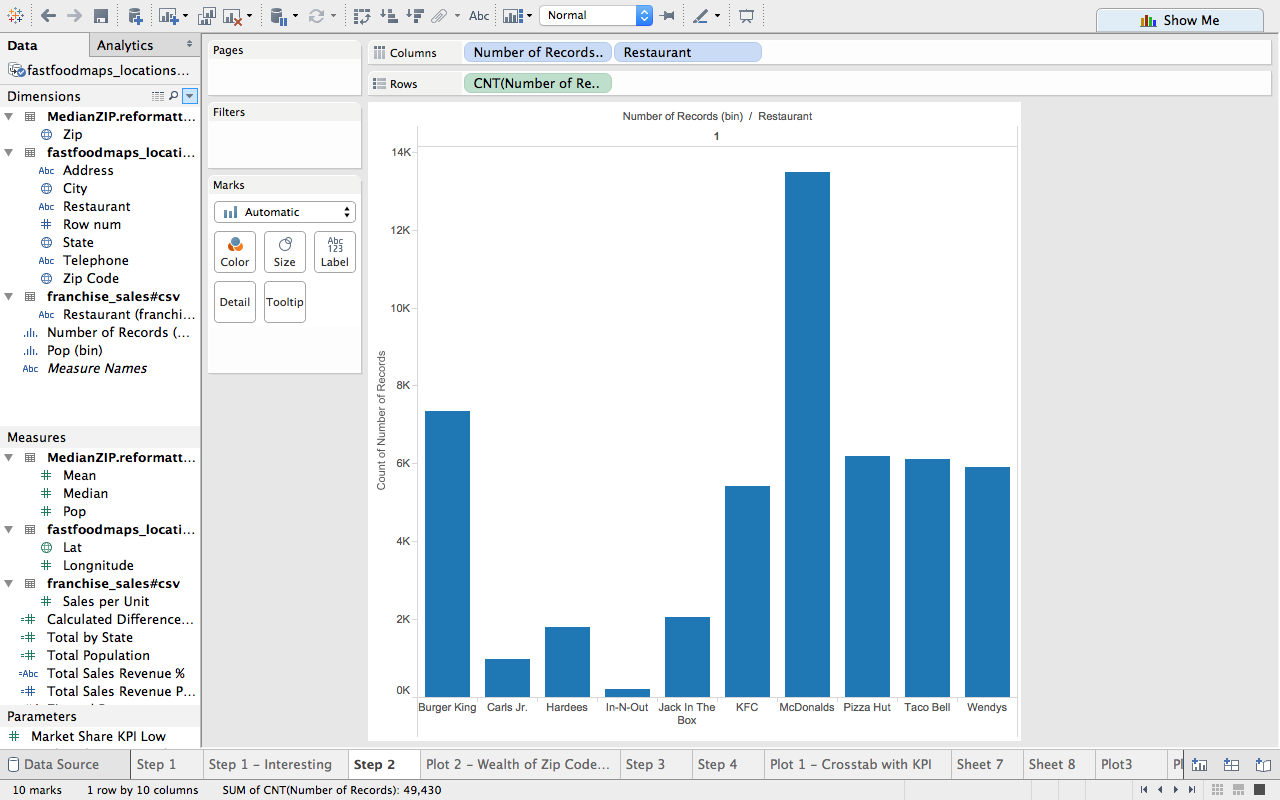 Abc
Normal
Show Me
Data
Analytics
fastfoodmaps_locations...
Dimensions
MedianZIP.reformatt...
Zip
fastfoodmaps_locati...
Abc Address
City
Abc Restaurant
Row num
State
Abc Telephone
Zip Code
franchise_sales#csv
Abc Restaurant (franchi...
Number of Records (...
Pop (bin)
Abc Measure Names
Measures
MedianZIP.reformatt...
Mean
Median
Pop
fastfoodmaps_locati...
Lat
Longnitude
franchise_sales#csv
# Sales per Unit
=# Calculated Difference...
=# Total by State
=# Total Population
=Abc Total Sales Revenue %
=# Total Sales Revenue P...
Parameters
# Market Share KPI Low
Pages
Filters
Marks
Automatic
Color
Size
Abc
123
Label
Detail
Tooltip
Columns
Number of Records..
Restaurant
Rows
CNT(Number of Re..
Number of Records (bin) / Restaurant
1
Count of Number of Records
14K
12K
10K
8K
6K
4K
2K
0K
Burger King
Carls Jr.
Hardees
In-N-Out
Jack In The
Box
KFC
McDonalds
Pizza Hut
Taco Bell
Wendys
Data Source
Step 1
Step 1 - Interesting
Step 2
Plot 2 - Wealth of Zip Code...
Step 3
Step 4
Plot 1 - Crosstab with KPI
Sheet 7
Sheet 8
Plot3
10 marks
1 row by 10 columns
SUM of CNT(Number of Records): 49,430